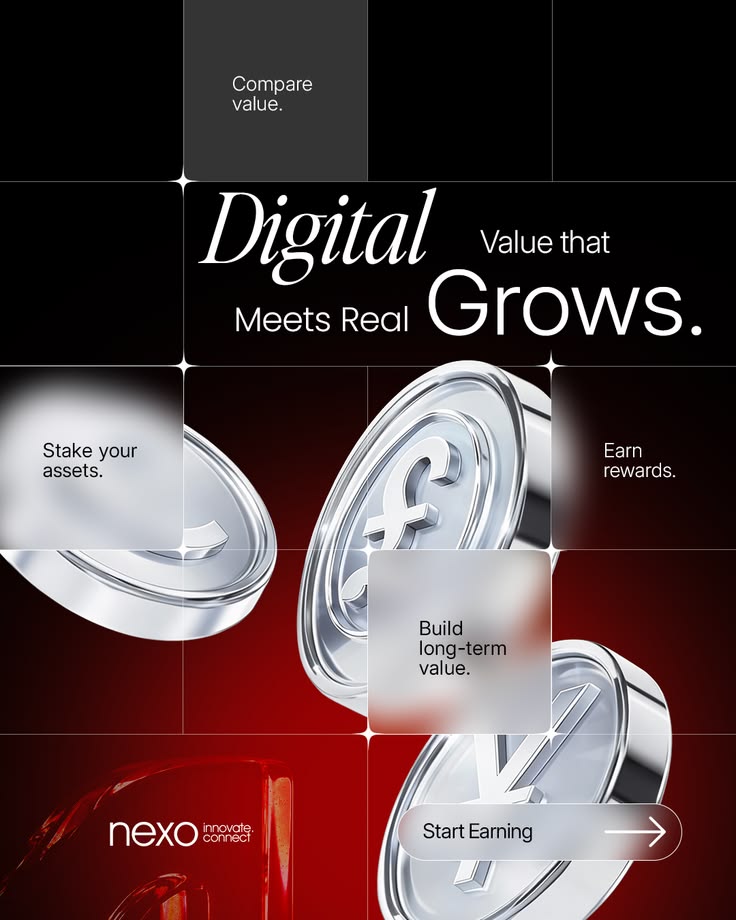 Compare
value.
Digital
Value that
Meets Real
Grows.
Stake your
assets.
Earn
rewards.
£
Build
long-term
value.
¥
nexo
innovate.
connect
Start Earning